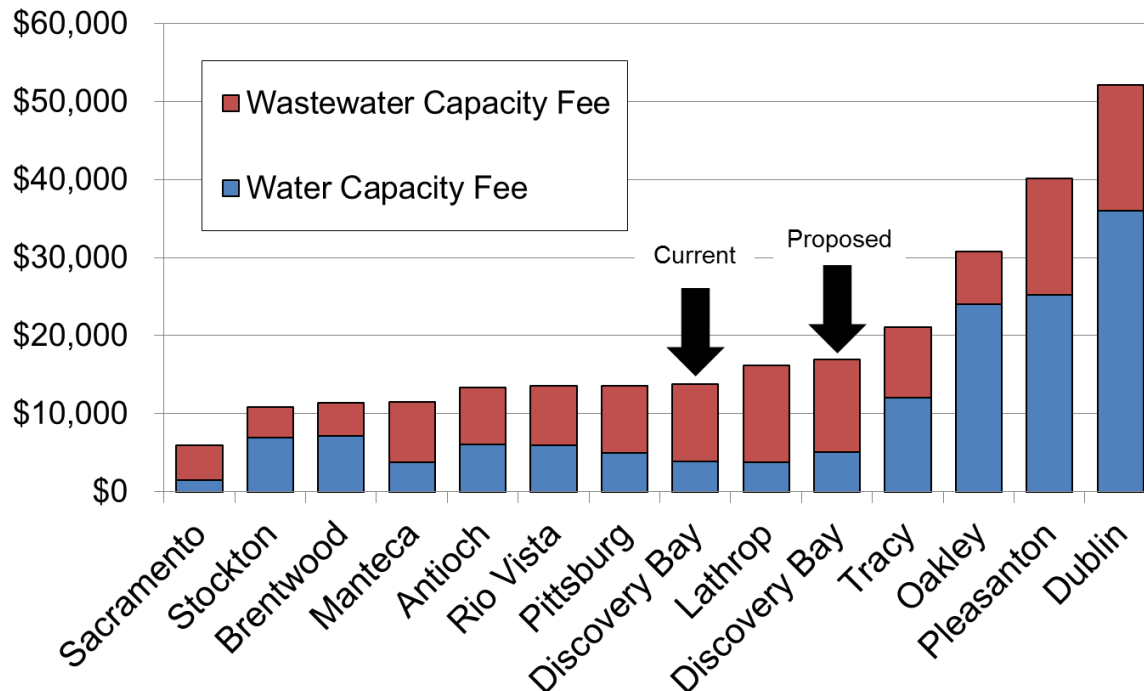 $60,000
$50,000
$40,000
$30,000
$20,000
$10,000
$0
Wastewater Capacity Fee
Water Capacity Fee
Current
Proposed
Sacramento
Stockton
Brentwood
Manteca
Antioch
Rio Vista
Pittsburg
Discovery Bay
Lathrop
Discovery Bay
Tracy
Oakley
Pleasanton
Dublin